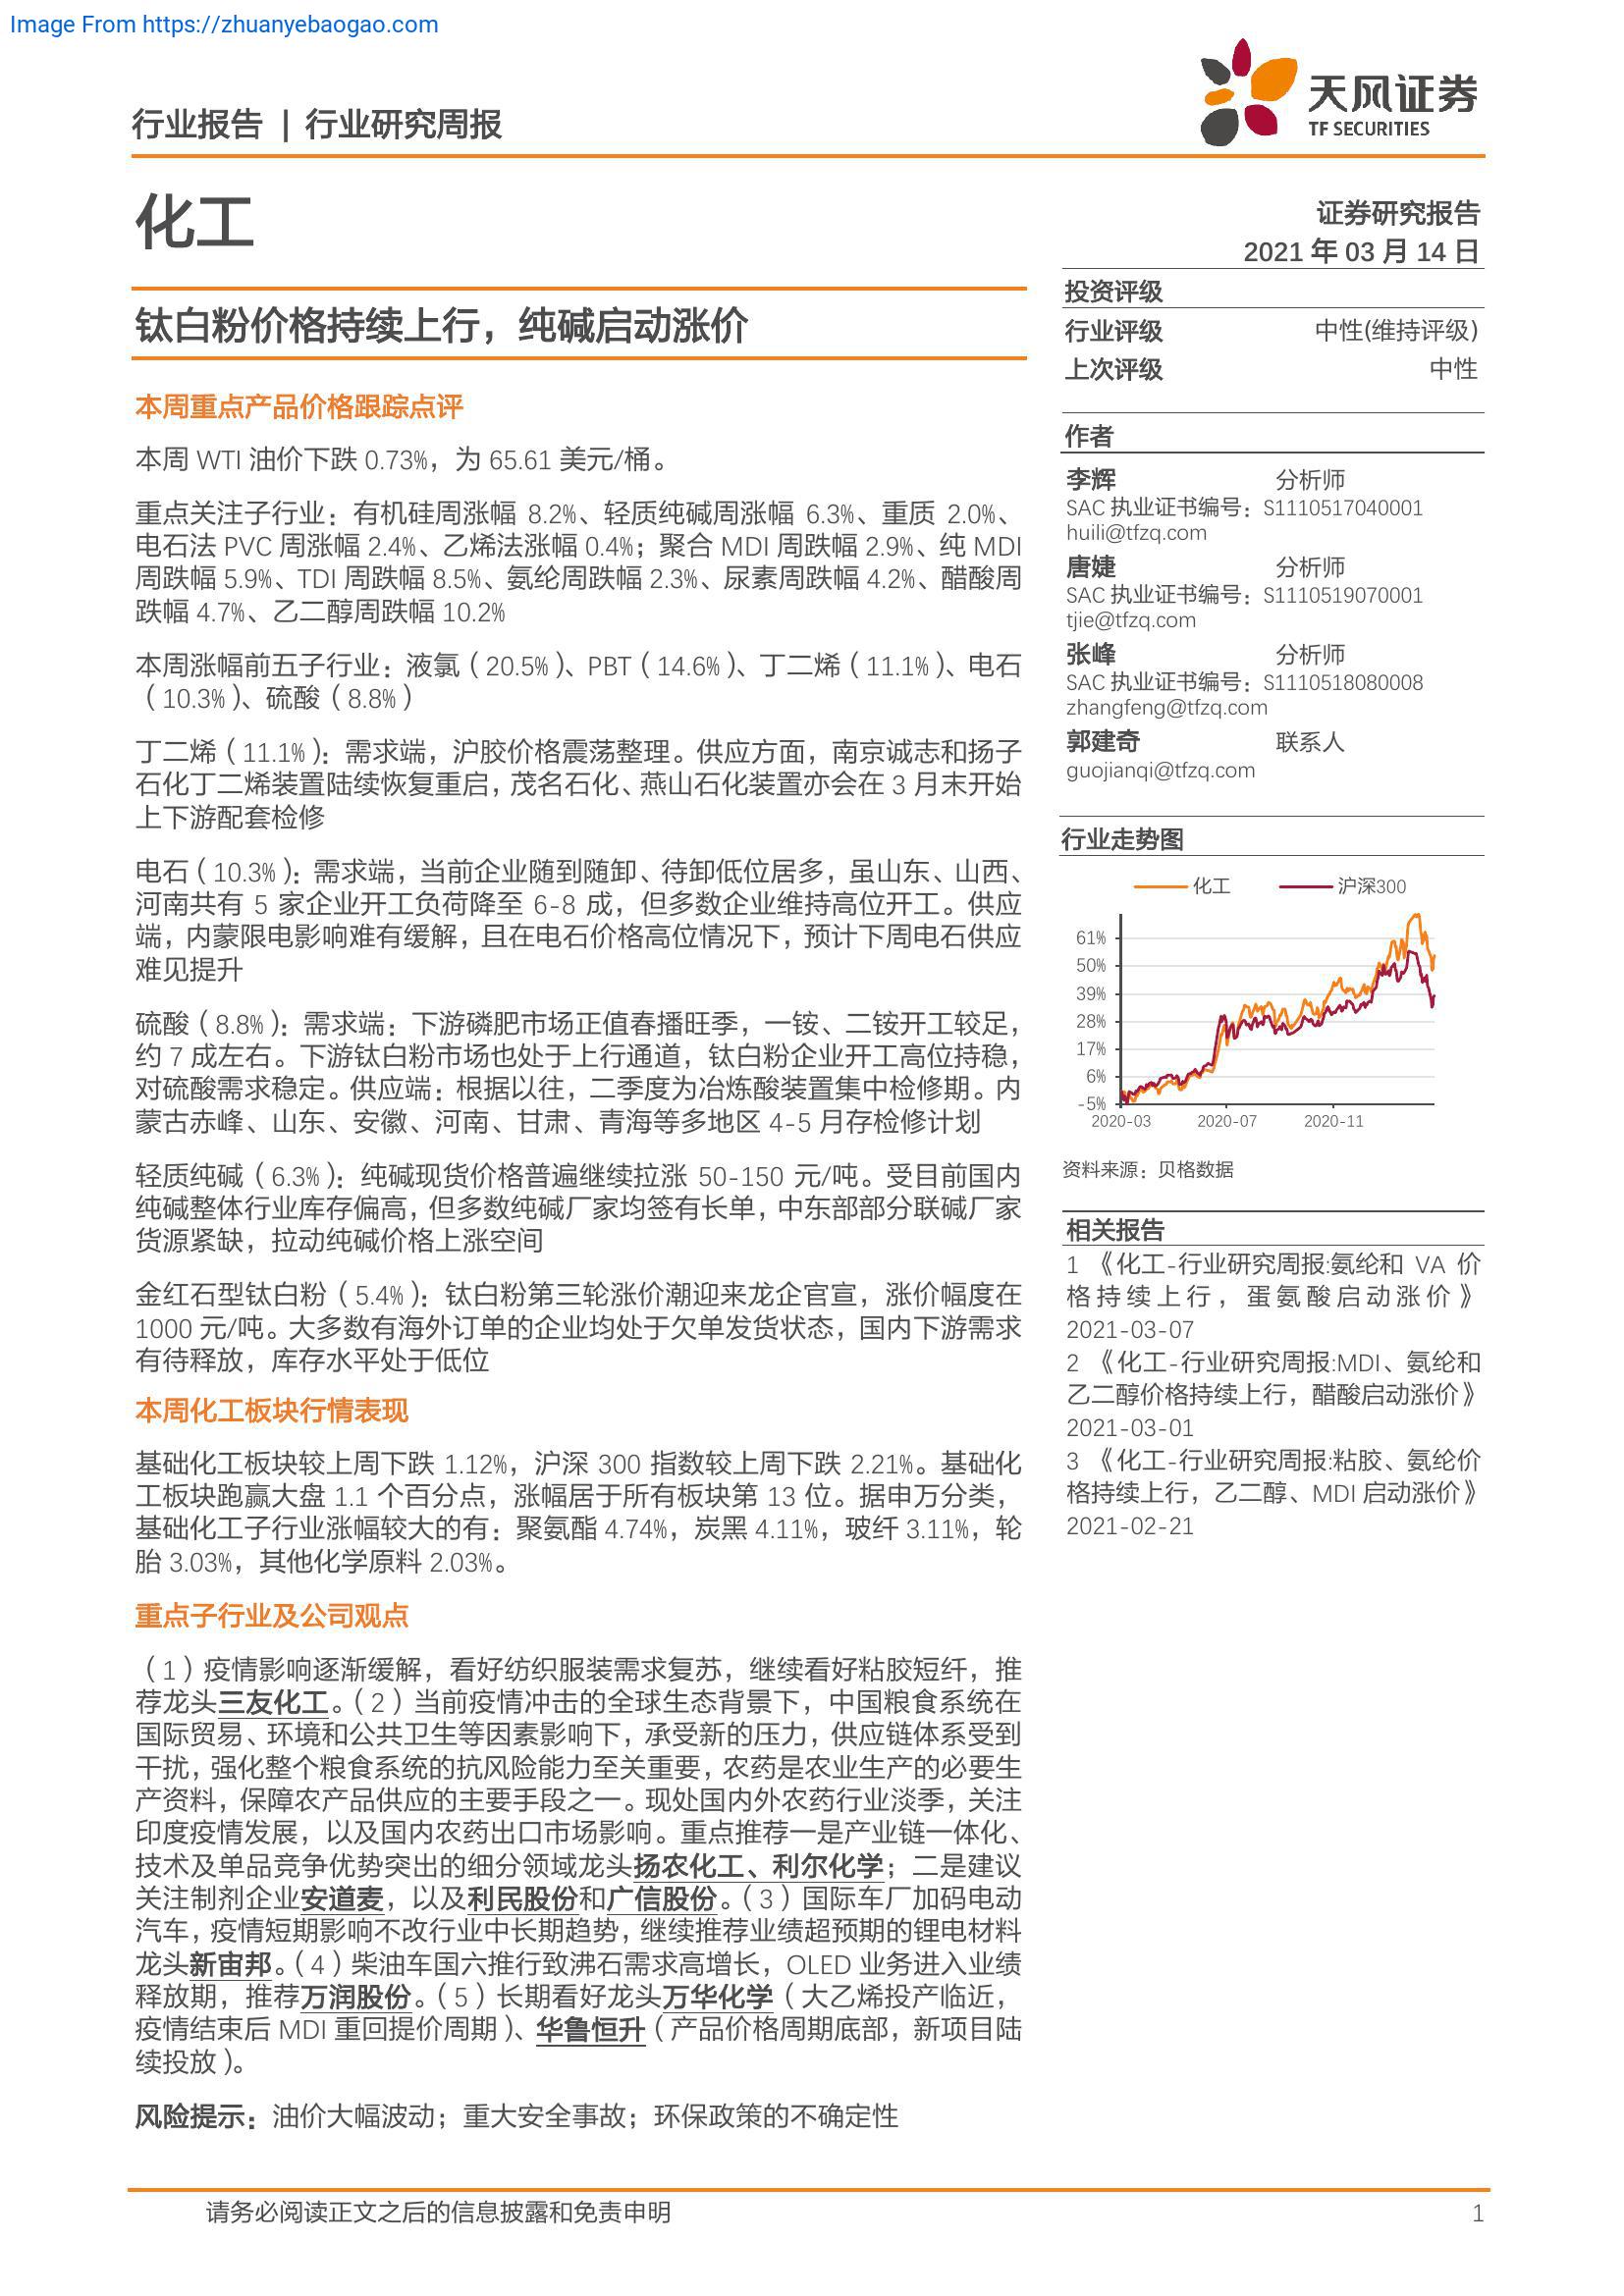 Image From https://zhuanyebaogao.com
行业报告 | 行业研究周报
天风证券
TF SECURITIES
化工
证券研究报告
2021 年 03 月 14 日
钛白粉价格持续上行，纯碱启动涨价
本周重点产品价格跟踪点评
本周 WTI 油价下跌 0.73%，为 65.61 美元/桶。
重点关注子行业：有机硅周涨幅 8.2%、轻质纯碱周涨幅 6.3%、重质 2.0%、
电石法 PVC 周涨幅 2.4%、乙烯法涨幅 0.4%；聚合 MDI 周跌幅 2.9%、纯 MDI
周跌幅 5.9%、TDI 周跌幅 8.5%、氨纶周跌幅 2.3%、尿素周跌幅 4.2%、醋酸周
跌幅 4.7%、乙二醇周跌幅 10.2%
本周涨幅前五子行业：液氯（20.5%）、PBT（14.6%）、丁二烯（11.1%）、电石
（10.3%）、硫酸（8.8%）
丁二烯（11.1%）：需求端，沪胶价格震荡整理。供应方面，南京诚志和扬子
石化丁二烯装置陆续恢复重启，茂名石化、燕山石化装置亦会在 3 月末开始
上下游配套检修
电石（10.3%）：需求端，当前企业随到随卸、待卸低位居多，虽山东、山西、
河南共有 5 家企业开工负荷降至 6-8 成，但多数企业维持高位开工。供应
端，内蒙限电影响难有缓解，且在电石价格高位情况下，预计下周电石供应
难见提升
硫酸（8.8%）：需求端：下游磷肥市场正值春播旺季，一铵、二铵开工较足，
约 7 成左右。下游钛白粉市场也处于上行通道，钛白粉企业开工高位持稳，
对硫酸需求稳定。供应端：根据以往，二季度为冶炼酸装置集中检修期。内
蒙古赤峰、山东、安徽、河南、甘肃、青海等多地区 4-5 月存检修计划
轻质纯碱（6.3%）：纯碱现货价格普遍继续拉涨 50-150 元/吨。受目前国内
纯碱整体行业库存偏高，但多数纯碱厂家均签有长单，中东部部分联碱厂家
货源紧缺，拉动纯碱价格上涨空间
金红石型钛白粉（5.4%）：钛白粉第三轮涨价潮迎来龙企官宣，涨价幅度在
1000 元/吨。大多数有海外订单的企业均处于欠单发货状态，国内下游需求
有待释放，库存水平处于低位
本周化工板块行情表现
基础化工板块较上周下跌 1.12%，沪深 300 指数较上周下跌 2.21%。基础化
工板块跑赢大盘 1.1 个百分点，涨幅居于所有板块第 13 位。据申万分类，
基础化工子行业涨幅较大的有：聚氨酯 4.74%，炭黑 4.11%，玻纤 3.11%，轮
胎 3.03%，其他化学原料 2.03%。
重点子行业及公司观点
（1）疫情影响逐渐缓解，看好纺织服装需求复苏，继续看好粘胶短纤，推
荐龙头三友化工。（2）当前疫情冲击的全球生态背景下，中国粮食系统在
国际贸易、环境和公共卫生等因素影响下，承受新的压力，供应链体系受到
干扰，强化整个粮食系统的抗风险能力至关重要，农药是农业生产的必要生
产资料，保障农产品供应的主要手段之一。现处国内外农药行业淡季，关注
印度疫情发展，以及国内农药出口市场影响。重点推荐一是产业链一体化、
技术及单品竞争优势突出的细分领域龙头扬农化工、利尔化学；二是建议
关注制剂企业安道麦，以及利民股份和广信股份。（3）国际车厂加码电动
汽车，疫情短期影响不改行业中长期趋势，继续推荐业绩超预期的锂电材料
龙头新宙邦。（4）柴油车国六推行致沸石需求高增长，OLED 业务进入业绩
释放期，推荐万润股份。（5）长期看好龙头万华化学（大乙烯投产临近，
疫情结束后 MDI 重回提价周期）、华鲁恒升（产品价格周期底部，新项目陆
续投放）。
风险提示：油价大幅波动；重大安全事故；环保政策的不确定性
投资评级
行业评级 中性(维持评级)
上次评级 中性
作者
李辉 分析师
SAC 执业证书编号：S1110517040001
huili@tfzq.com
唐婕 分析师
SAC 执业证书编号：S1110519070001
tjie@tfzq.com
张峰 分析师
SAC 执业证书编号：S1110518080008
zhangfeng@tfzq.com
郭建奇 联系人
guojianqi@tfzq.com
行业走势图
化工 沪深300
61%
50%
39%
28%
17%
6%
-5%
2020-03 2020-07 2020-11
资料来源：贝格数据
相关报告
1 《化工-行业研究周报:氨纶和 VA 价
格持续上行，蛋氨酸启动涨价》
2021-03-07
2 《化工-行业研究周报:MDI、氨纶和
乙二醇价格持续上行，醋酸启动涨价》
2021-03-01
3 《化工-行业研究周报:粘胶、氨纶价
格持续上行，乙二醇、MDI 启动涨价》
2021-02-21
请务必阅读正文之后的信息披露和免责申明 1